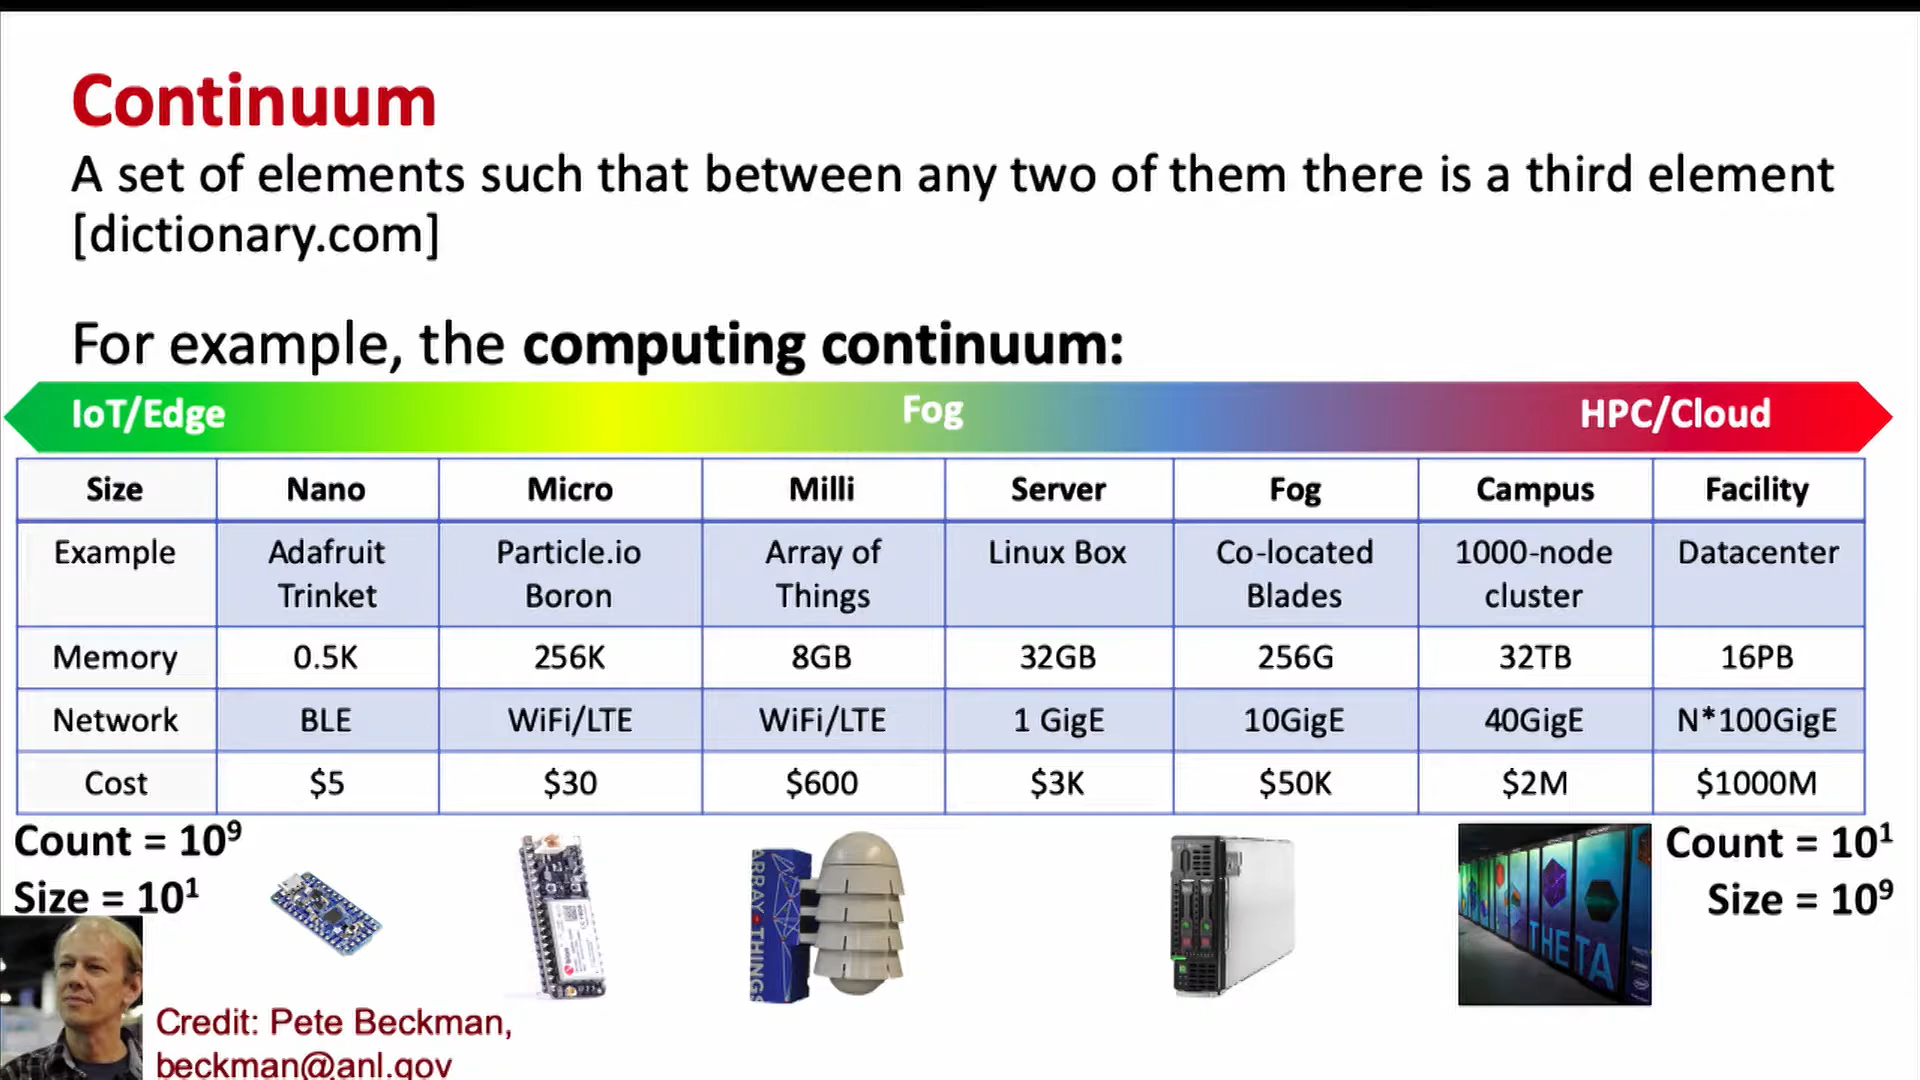 Continuum
A set of elements such that between any two of them there is a third element
[dictionary.com]
For example, the computing continuum:
IoT/Edge Fog HPC/Cloud
Size Nano Micro Milli Server Fog Campus Facility
Example Adafruit Trinket Particle.io Boron Array of Things Linux Box Co-located Blades 1000-node cluster Datacenter
Memory 0.5K 256K 8GB 32GB 256G 32TB 16PB
Network BLE WiFi/LTE WiFi/LTE 1 GigE 10GigE 40GigE N*100GigE
Cost $5 $30 $600 $3K $50K $2M $1000M
Count = 10⁹
Size = 10¹
ARRAY THINGS
THETA
Count = 10¹
Size = 10⁹
Credit: Pete Beckman,
beckman@anl.gov